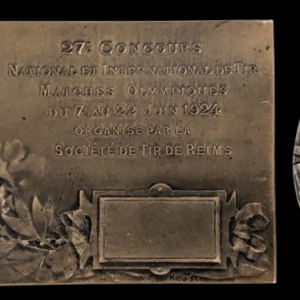 27E CONCOURS
NATIONAL ET INTERNATIONAL DE TIR
MATCHES OLYMPIQUES
DU 7 AU 22 JUIN 1924
ORGANISÉ PAR LA
SOCIÉTÉ DE TIR DE REIMS